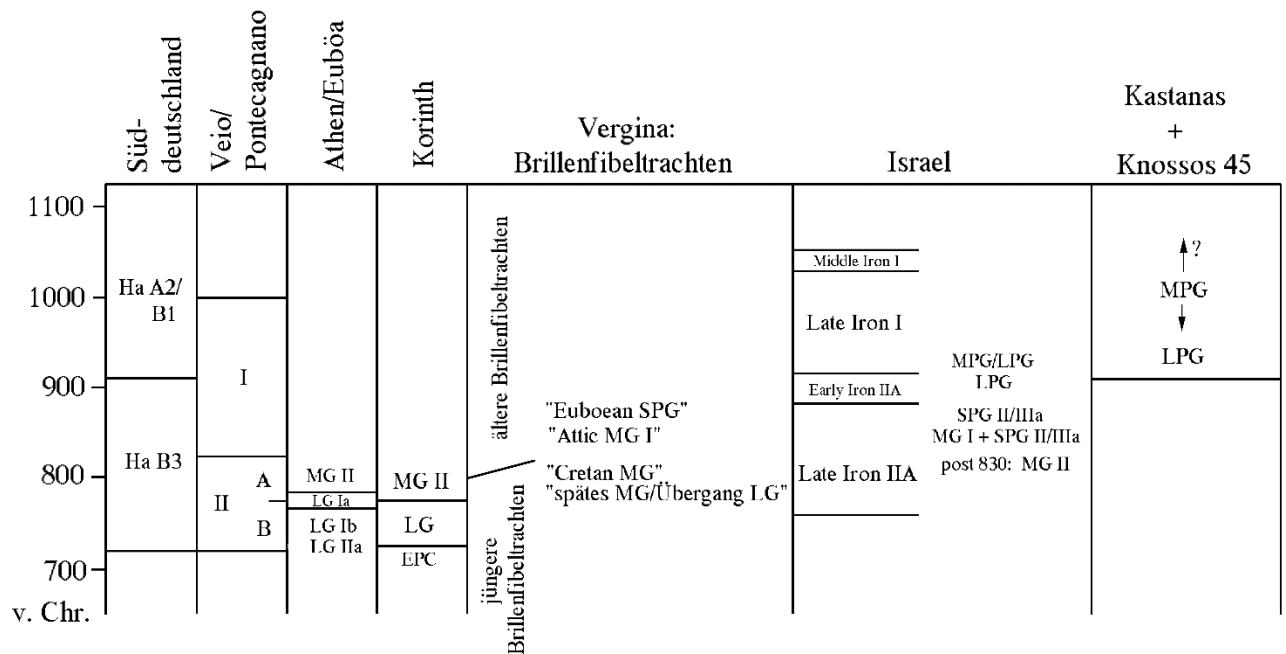 Süd-
deutschland
Veio/
Pontecagnano
Athen/Euböa
Korinth
Vergina:
Brillenfibeltrachten
Israel
Kastanas
+
Knossos 45
1100
1000
900
800
700
v. Chr.
Ha A2/
B1
Ha B3
I
II
A
B
MG II
LG Ia
LG Ib
LG IIa
MG II
LG
EPC
ältere Brillenfibeltrachten
jüngere
Brillenfibeltrachten
"Euboean SPG"
"Attic MG I"
"Cretan MG"
"spätes MG/Übergang LG"
Middle Iron I
Late Iron I
Early Iron IIA
Late Iron IIA
MPG/LPG
LPG
SPG II/IIIa
MG I + SPG II/IIIa
post 830: MG II
?
MPG
LPG